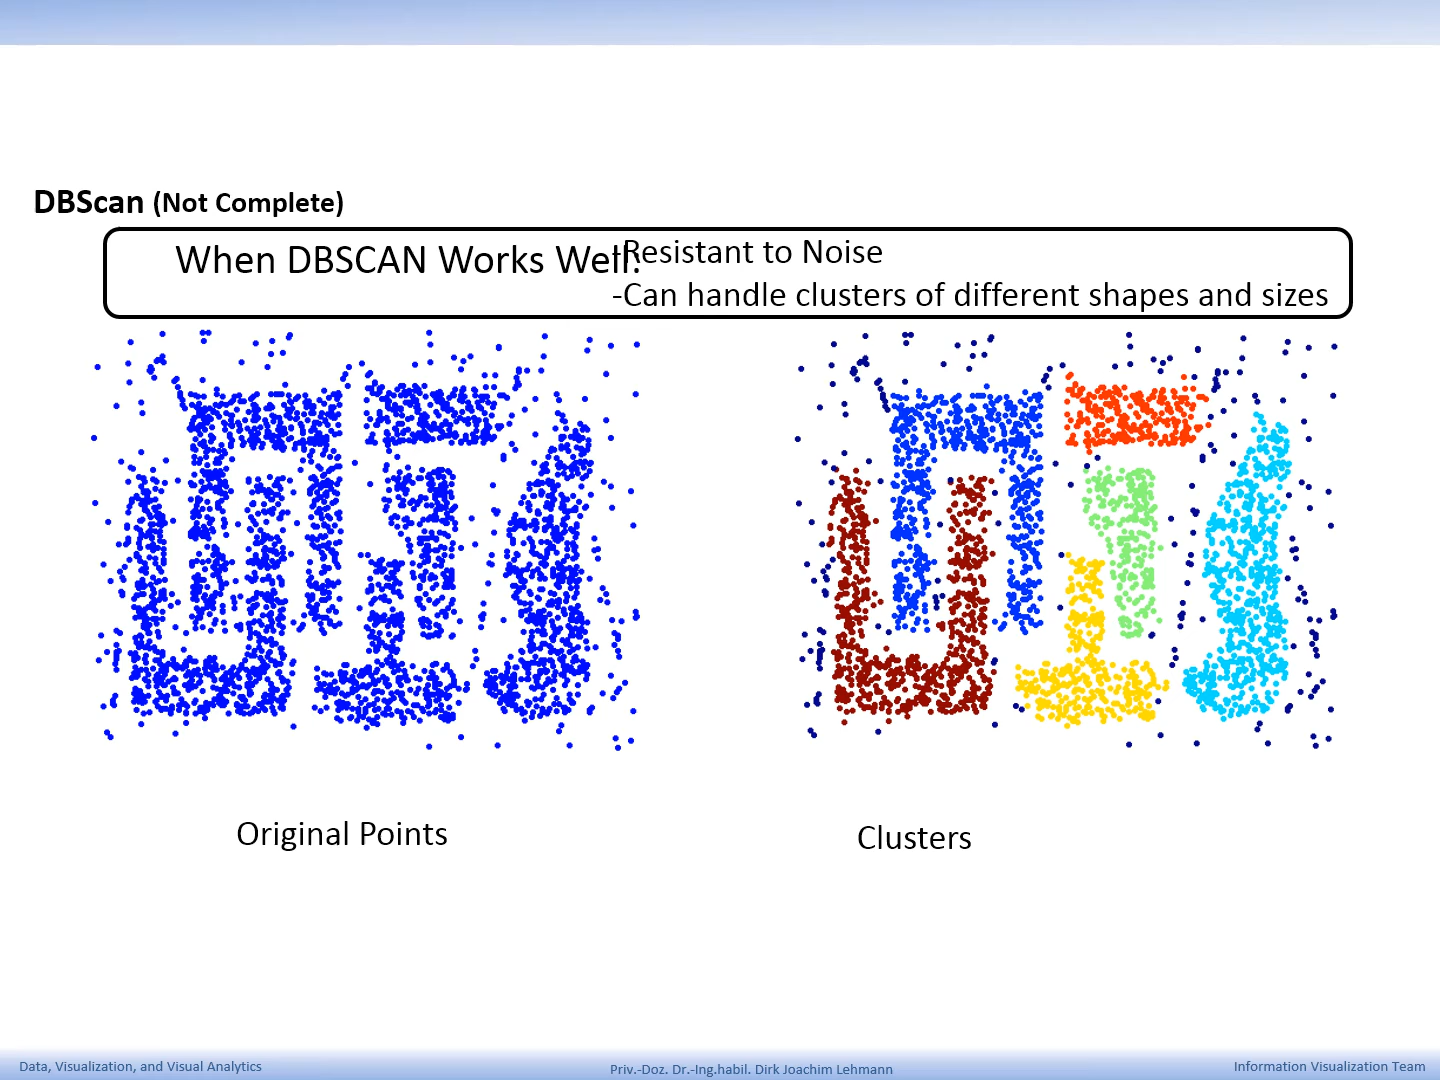 DBScan (Not Complete)
When DBSCAN Works Well:
-Resistant to Noise
-Can handle clusters of different shapes and sizes
Original Points
Clusters
Data, Visualization, and Visual Analytics
Priv.-Doz. Dr.-Ing.habil. Dirk Joachim Lehmann
Information Visualization Team